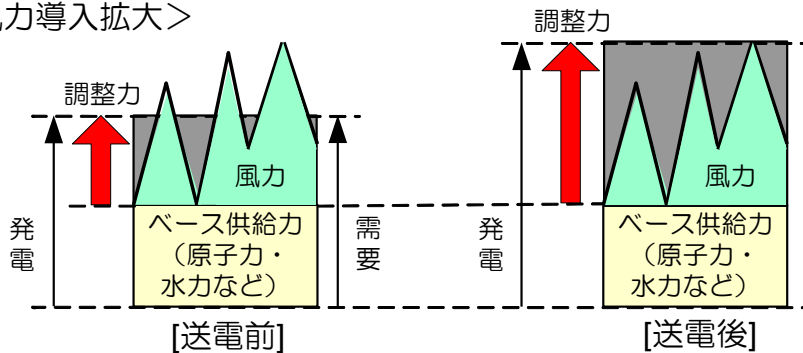 力導入拡大＞
調整力
風力
ベース供給力
（原子力・
水力など）
発電
需要
[送電前]
調整力
風力
ベース供給力
（原子力・
水力など）
発電
[送電後]